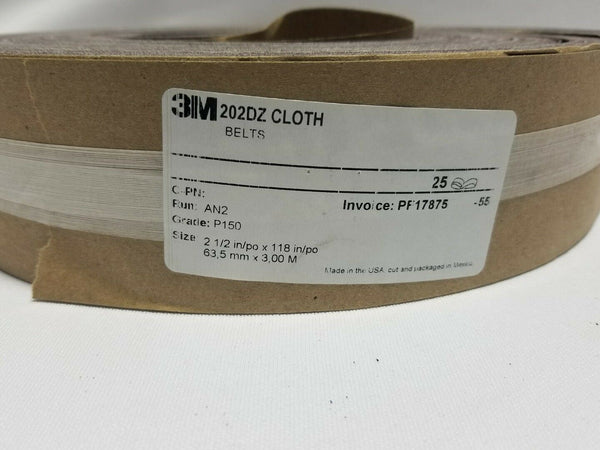 3M 202DZ CLOTH
BELTS
25
C-PN:
Run: AN2 Invoice: PF17875 -55
Grade: P150
Size 2 1/2 in/po x 118 in/po
63,5 mm x 3,00 M
Made in the USA, cut and packaged in Mexico.